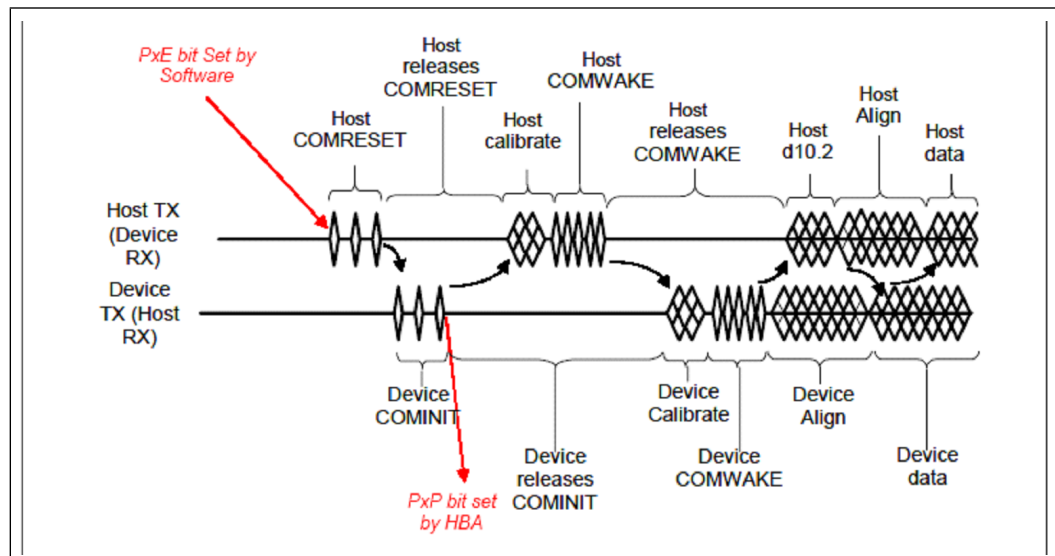 PxE bit Set by
Software
Host
releases
COMRESET
Host
COMRESET
Host
calibrate
Host
COMWAKE
Host
releases
COMWAKE
Host
d10.2
Host
Align
Host
data
Host TX
(Device
RX)
Device
TX (Host
RX)
Device
COMINIT
Device
releases
COMINIT
Device
Calibrate
Device
COMWAKE
Device
Align
Device
data
PxP bit set
by HBA